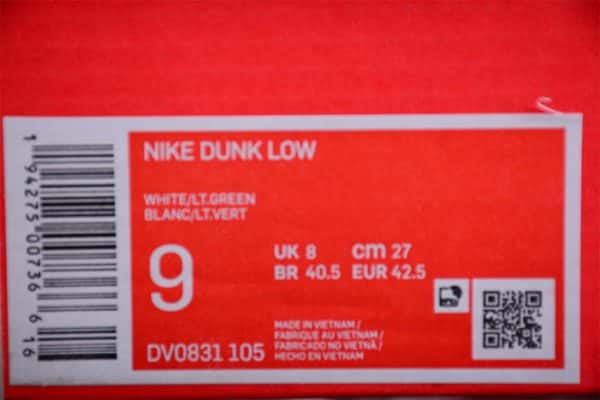 NIKE DUNK LOW
WHITE/LT.GREEN
BLANC/LT.VERT
9
UK 8 cm 27
BR 40.5 EUR 42.5
MADE IN VIETNAM /
FABRIQUE AU VIETNAM /
FABRICADO NO VIETNÃ /
HECHO EN VIETNAM
DV0831 105
1 94275 00736 6 16